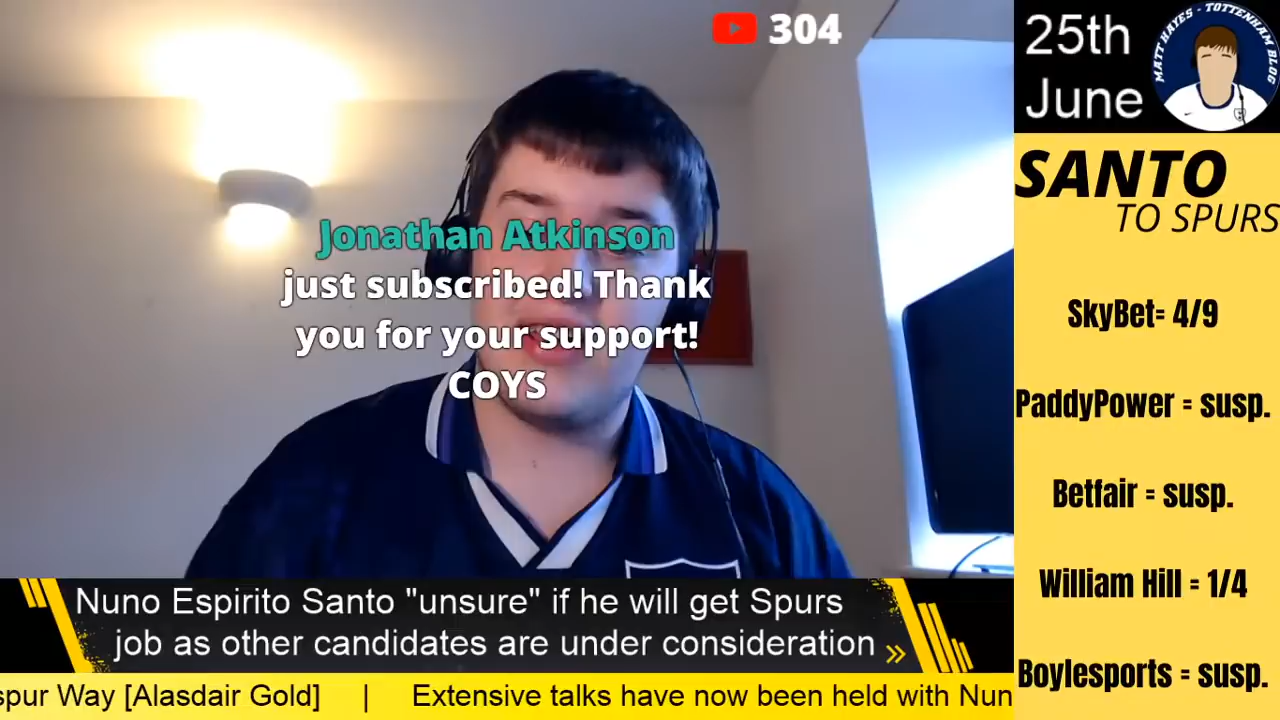 304
25th
June
MATT HAYES - TOTTENHAM BLOG
SANTO
TO SPURS
SkyBet= 4/9
PaddyPower = susp.
Betfair = susp.
William Hill = 1/4
Boylesports = susp.
Jonathan Atkinson
just subscribed! Thank
you for your support!
COYS
Nuno Espirito Santo "unsure" if he will get Spurs
job as other candidates are under consideration
spur Way [Alasdair Gold] | Extensive talks have now been held with Nun